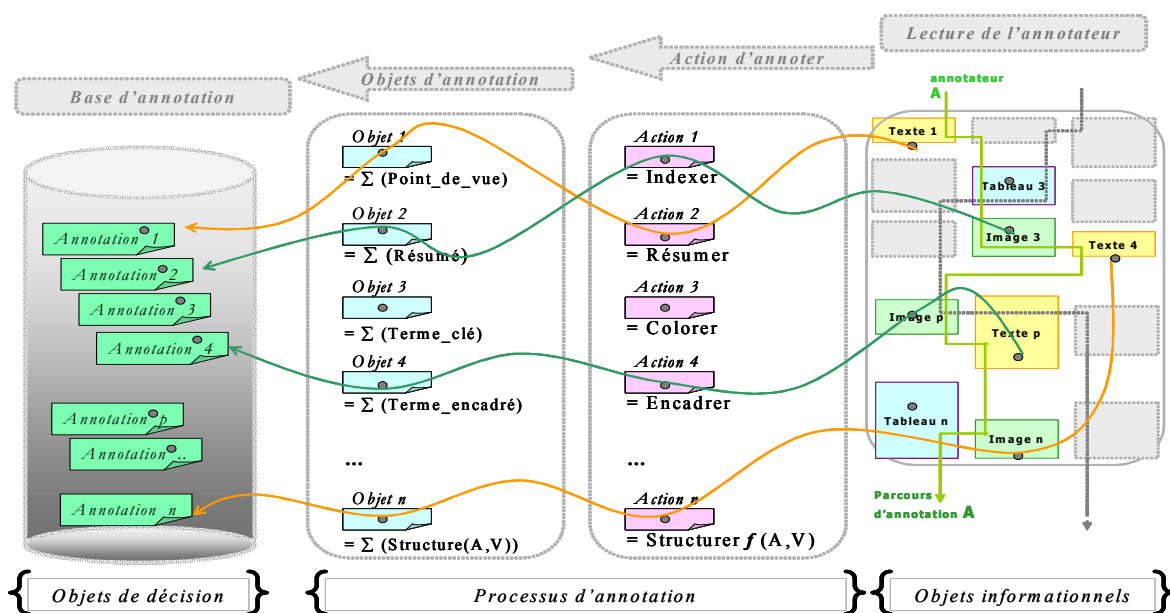 Lecture de l'annotateur
Action d'annoter
Objets d'annotation
Base d'annotation
annotateur
A
Objet 1
= Σ (Point_de_vue)
Objet 2
= Σ (Résumé)
Objet 3
= Σ (Terme_clé)
Objet 4
= Σ (Terme_encadré)
...
Objet n
= Σ (Structure(A,V))
Action 1
= Indexer
Action 2
= Résumer
Action 3
= Colorer
Action 4
= Encadrer
...
Action n
= Structurer f (A,V)
Annotation 1
Annotation 2
Annotation 3
Annotation 4
Annotation p
Annotation ..
Annotation n
Texte 1
Tableau 3
Image 3
Texte 4
Image p
Texte p
Tableau n
Image n
Parcours
d'annotation A
{ Objets de décision }
{ Processus d'annotation }
{ Objets informationnels }